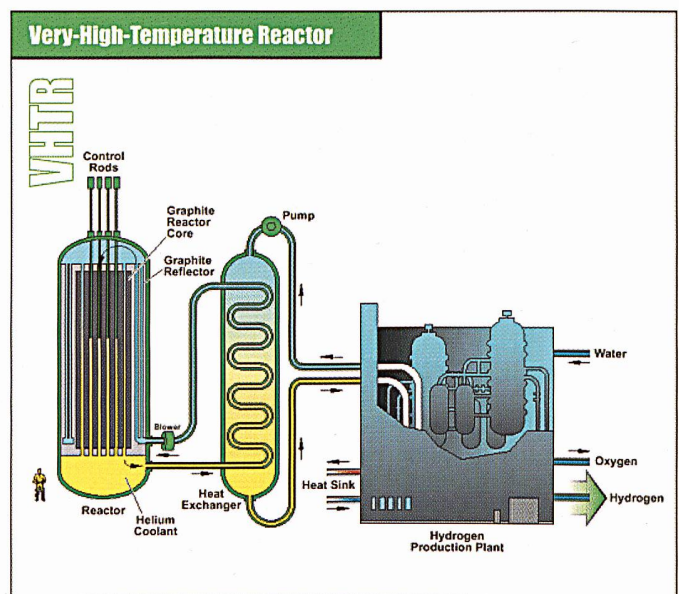 Very-High-Temperature Reactor
VHTR
Control
Rods
Graphite
Reactor
Core
Graphite
Reflector
Pump
Blower
Water
Oxygen
Heat Sink
Hydrogen
Reactor
Helium
Coolant
Heat
Exchanger
Hydrogen
Production Plant